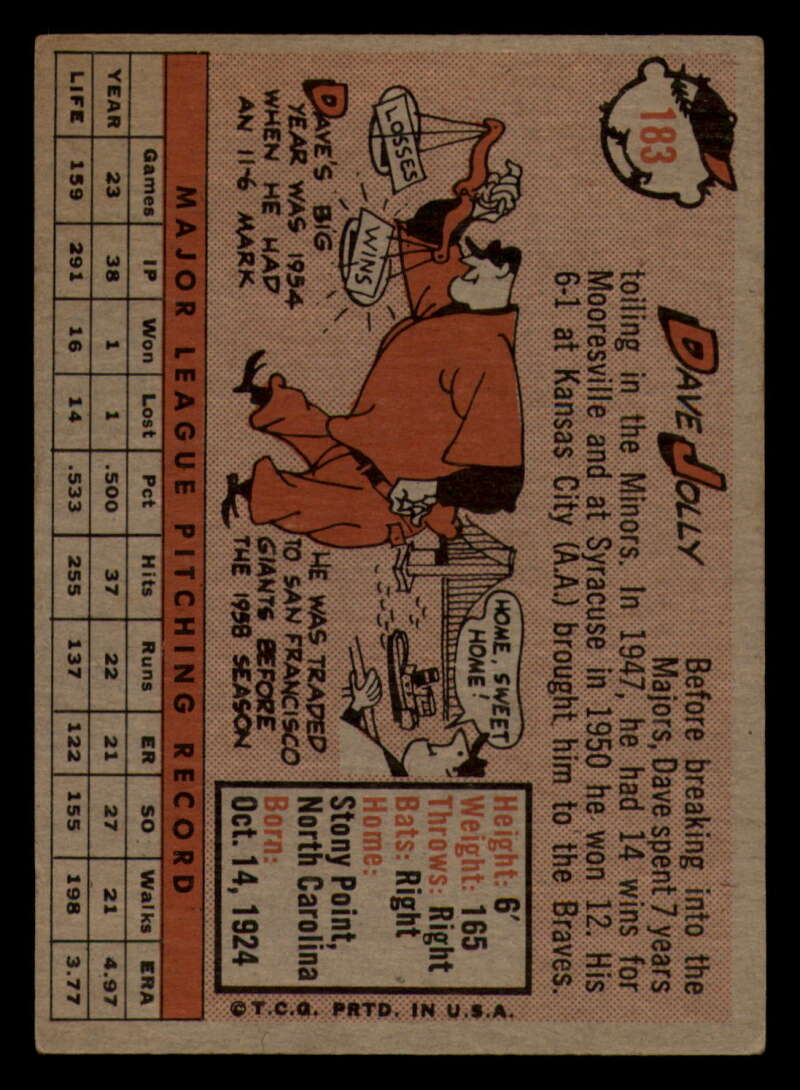 183
DAVE JOLLY
Before breaking into the
Majors, Dave spent 7 years
toiling in the Minors. In 1947, he had 14 wins for
Mooresville and at Syracuse in 1950 he won 12. His
6-1 at Kansas City (A.A.) brought him to the Braves.
LOSSES
WINS
DAVE'S BIG
YEAR WAS 1954
WHEN HE HAD
AN 11-6 MARK
HOME, SWEET
HOME!
HE WAS TRADED
TO SAN FRANCISCO
GIANTS BEFORE
THE 1958 SEASON
Height: 6'
Weight: 165
Throws: Right
Bats: Right
Home:
Stony Point,
North Carolina
Born:
Oct. 14, 1924
© T.C.G. PRTD. IN U.S.A.
MAJOR LEAGUE PITCHING RECORD
Games IP Won Lost Pct Hits Runs ER SO Walks ERA
YEAR 23 38 1 1 .500 37 22 21 27 21 4.97
LIFE 159 291 16 14 .533 255 137 122 155 198 3.77